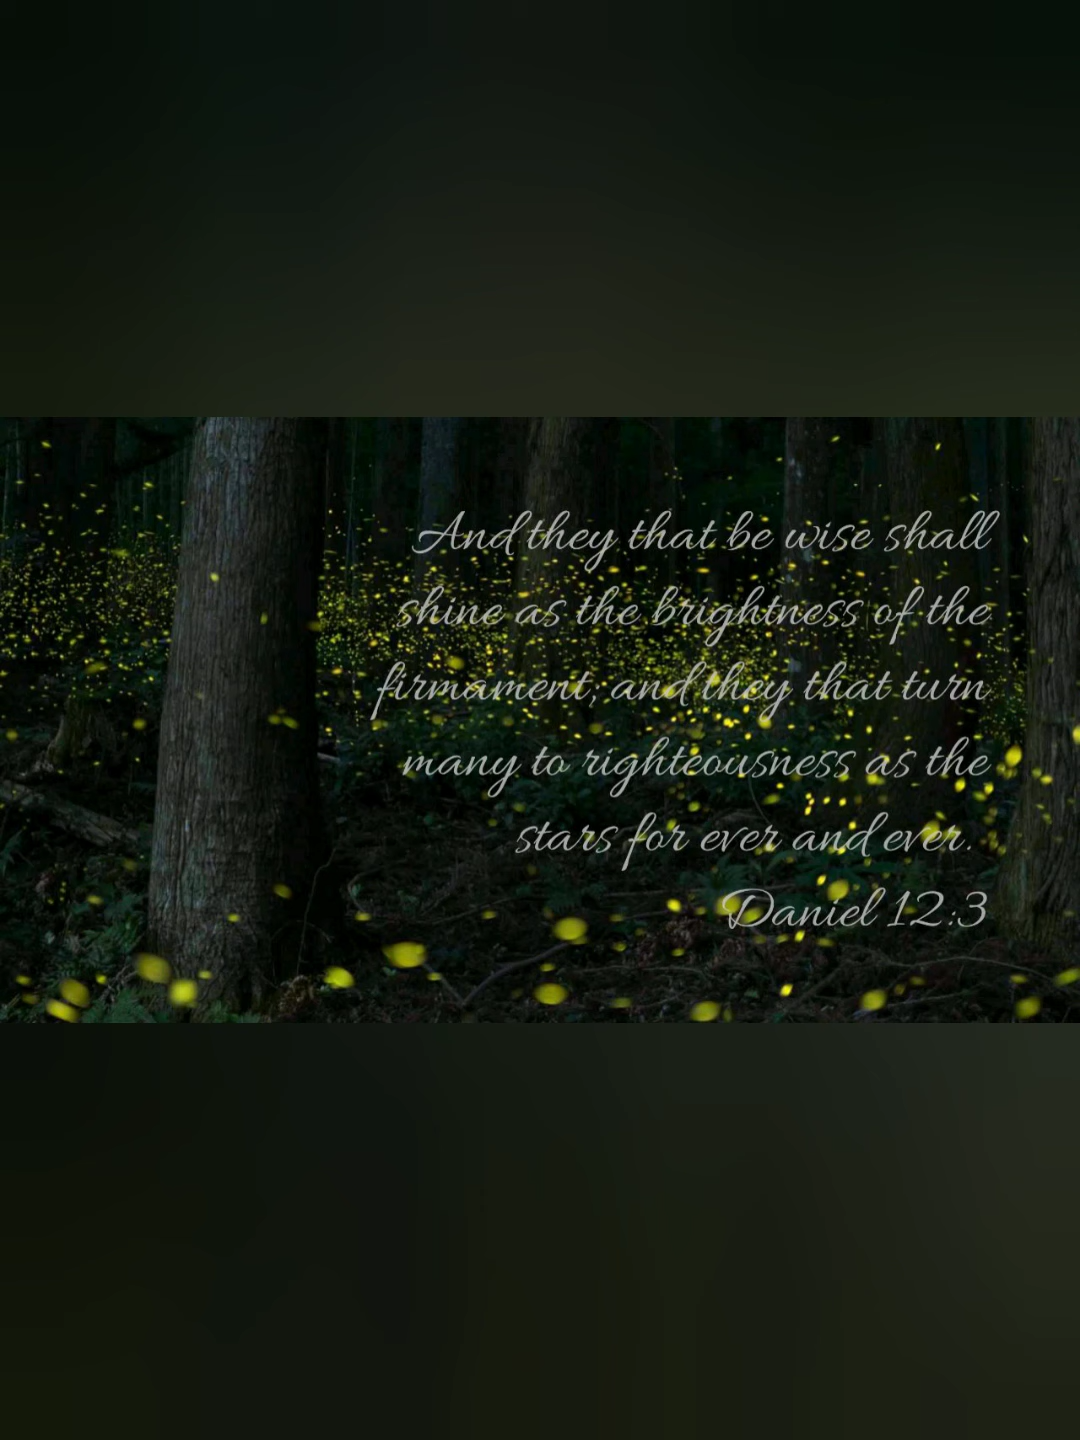 And they that be wise shall
shine as the brightness of the
firmament; and they that turn
many to righteousness as the
stars for ever and ever.
Daniel 12:3